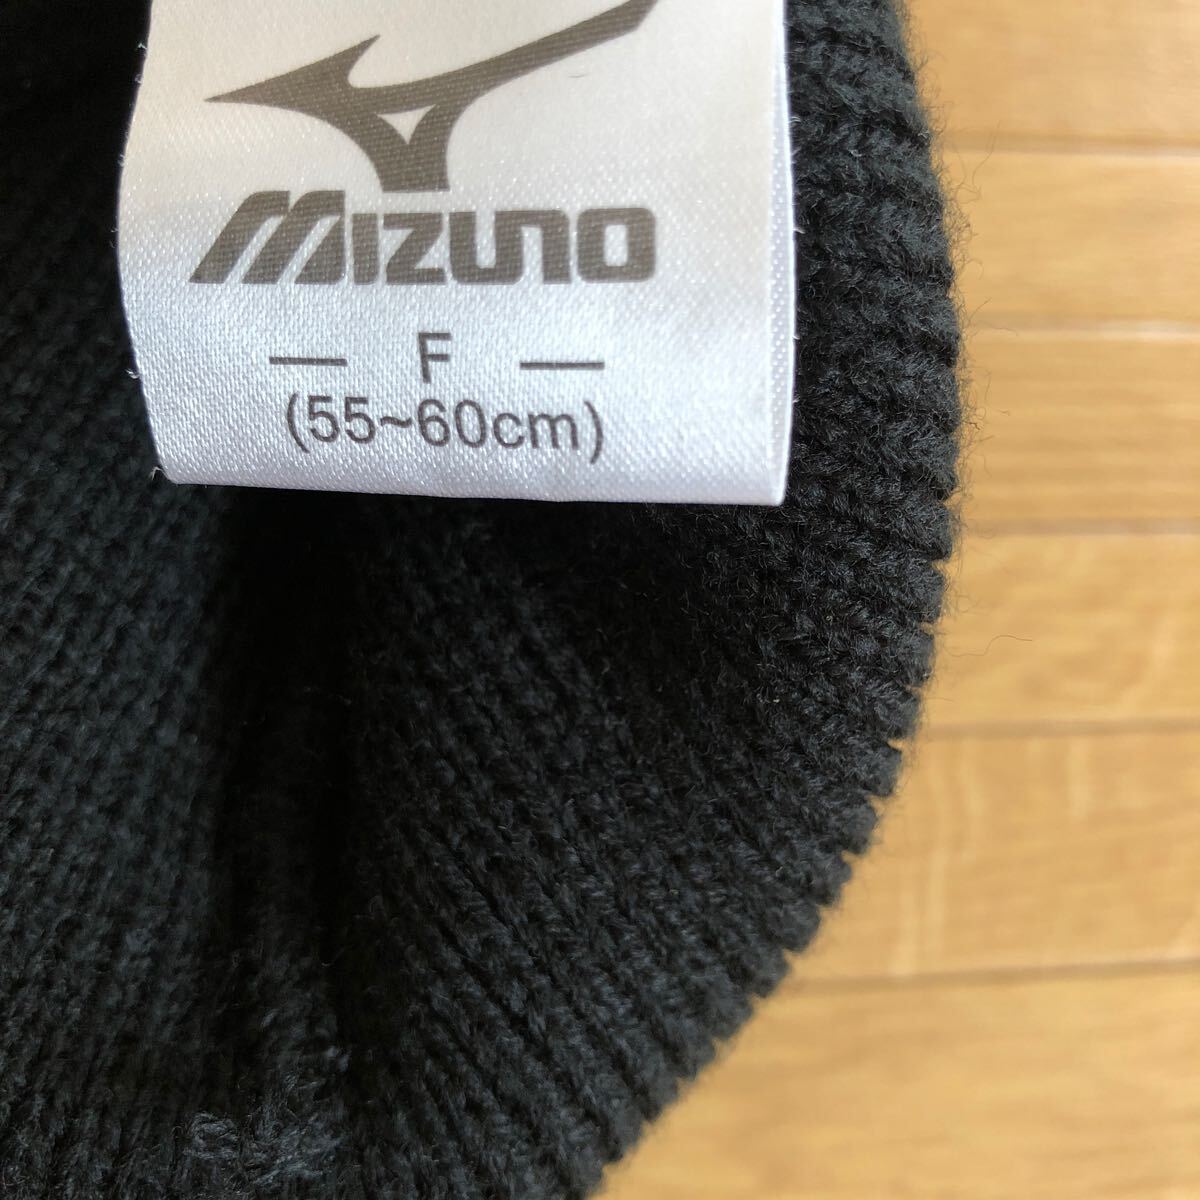 MIZUNO
— F —
(55~60cm)